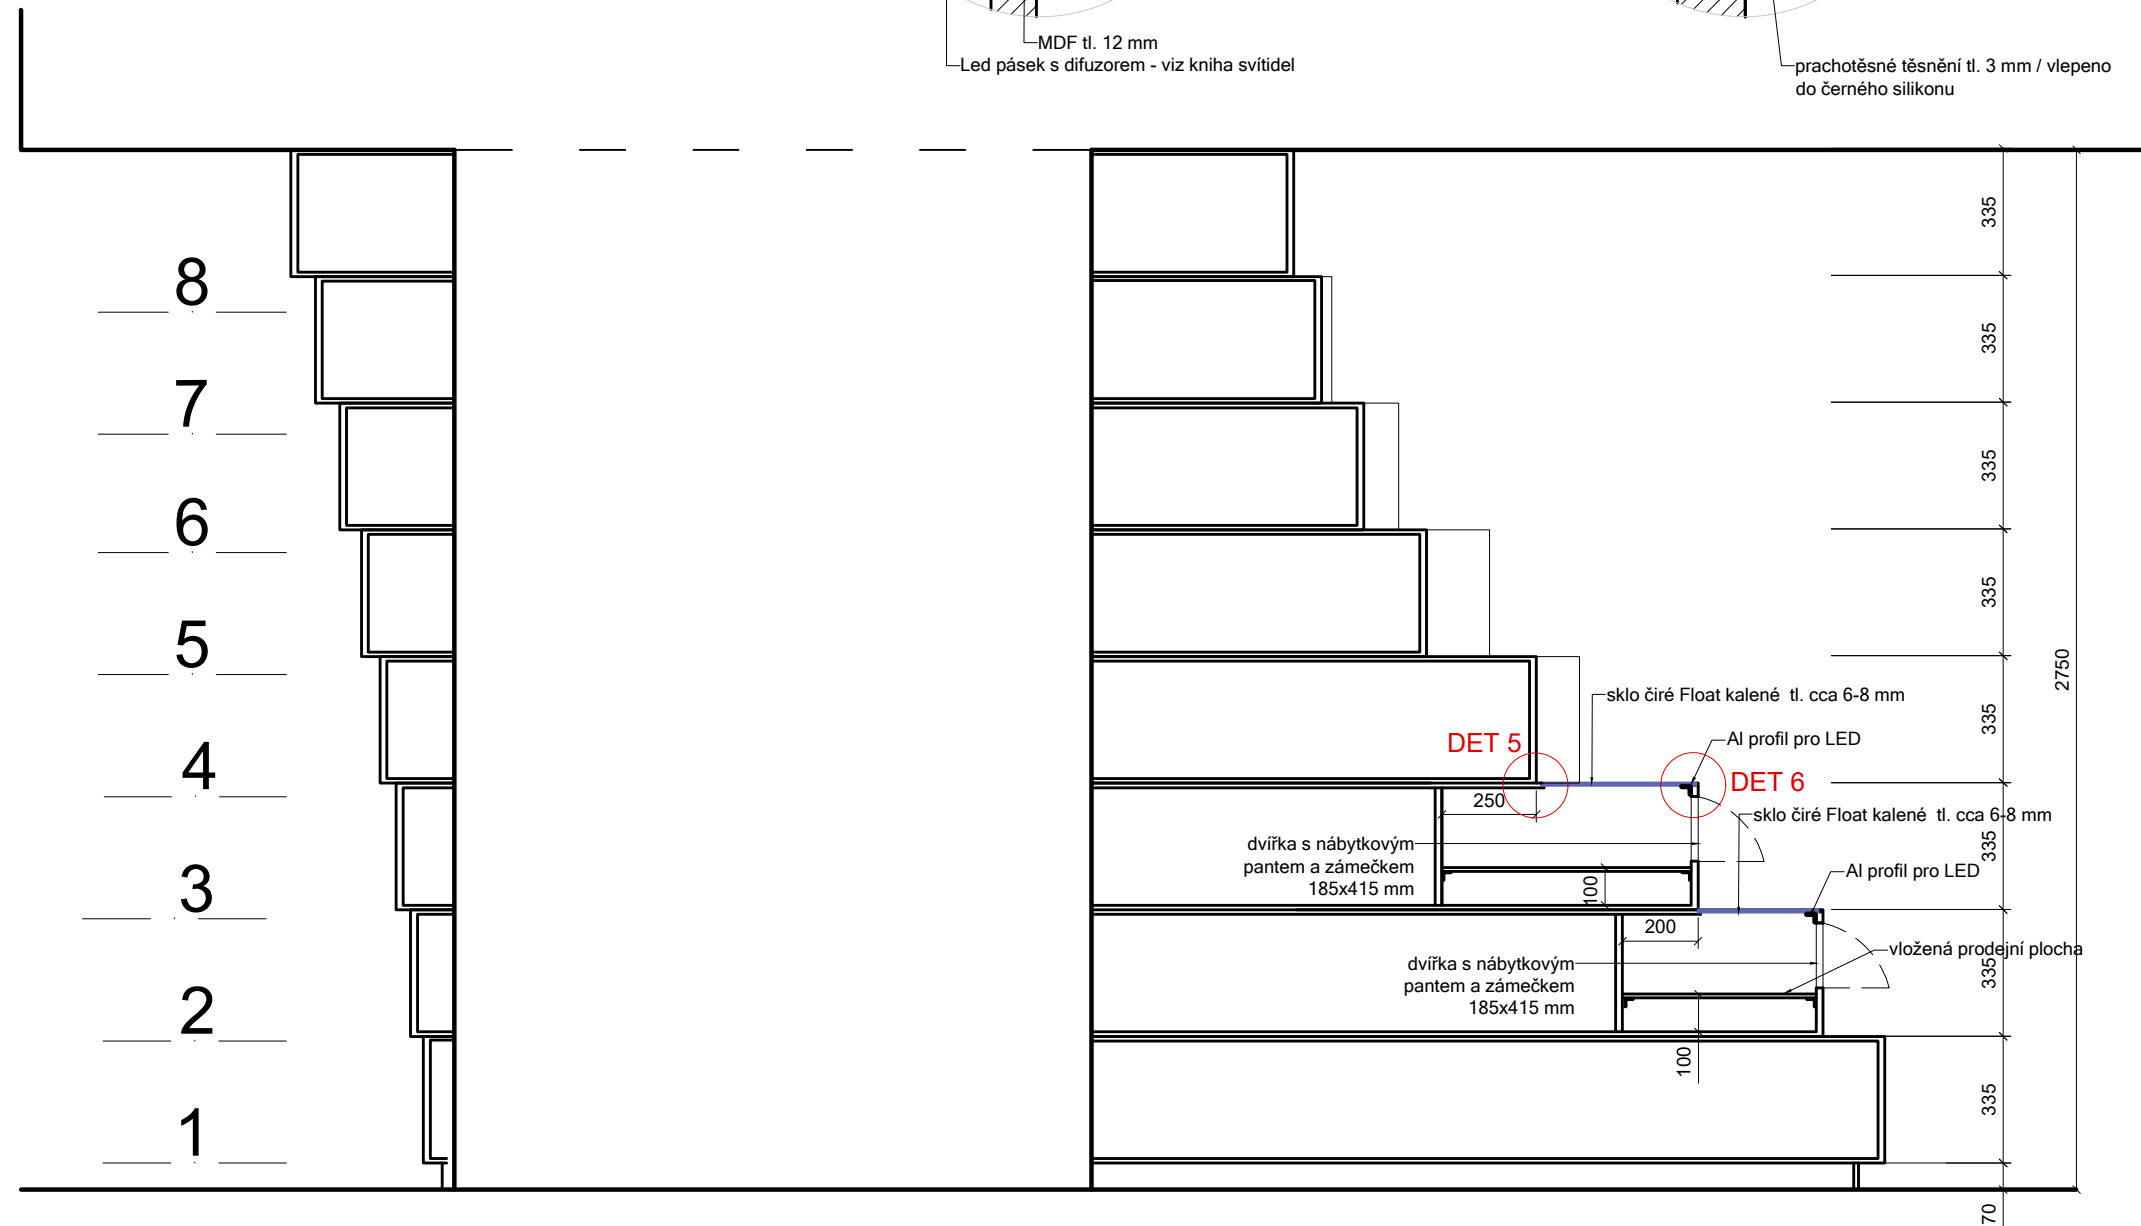 MDF tl. 12 mm
Led pásek s difuzorem - viz kniha svítidel
prachotěsné těsnění tl. 3 mm / vlepeno
do černého silikonu
335
8
335
7
335
6
335
5
2750
335
sklo čiré Float kalené tl. cca 6-8 mm
Al profil pro LED
DET 5
4
DET 6
250
sklo čiré Float kalené tl. cca 6-8 mm
335
dvířka s nábytkovým
pantem a zámečkem
185x415 mm
Al profil pro LED
100
3
200
vložená prodejní plocha
335
dvířka s nábytkovým
pantem a zámečkem
185x415 mm
2
100
335
1
70